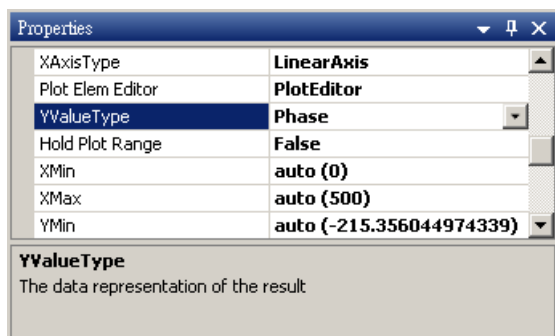 Properties
XAxisType LinearAxis
Plot Elem Editor PlotEditor
YValueType Phase
Hold Plot Range False
XMin auto (0)
XMax auto (500)
YMin auto (-215.356044974339)
YValueType
The data representation of the result